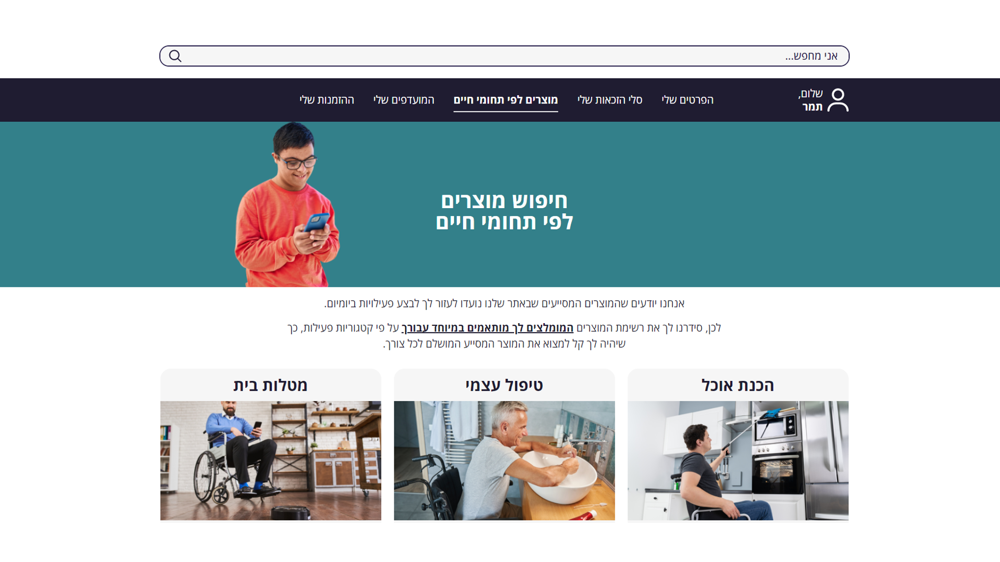 אני מחפש...
שלום,
תמר
הפרטים שלי
סלי הזכאות שלי
מוצרים לפי תחומי חיים
המועדפים שלי
ההזמנות שלי
חיפוש מוצרים
לפי תחומי חיים
אנחנו יודעים שהמוצרים המסייעים שבאתר שלנו נועדו לעזור לך לבצע פעילויות ביומיום.
לכן, סידרנו לך את רשימת המוצרים המומלצים לך מותאמים במיוחד עבורך על פי קטגוריות פעילות, כך
שיהיה לך קל למצוא את המוצר המסייע המושלם לכל צורך.
הכנת אוכל
טיפול עצמי
מטלות בית